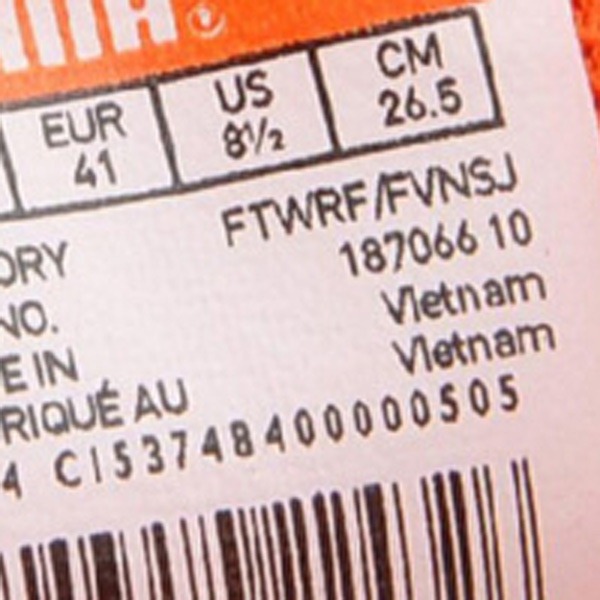 EUR US CM
41 8½ 26.5
FTWRF/FVNSJ
ORY 187066 10
NO. Vietnam
E IN Vietnam
RIQUÉ AU
4 CI53748400000505